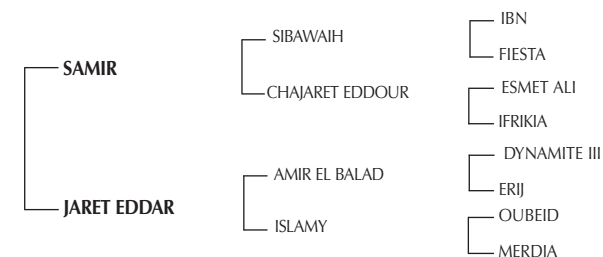 SAMIR
JARET EDDAR
SIBAWAIH
CHAJARET EDDOUR
AMIR EL BALAD
ISLAMY
IBN
FIESTA
ESMET ALI
IFRIKIA
DYNAMITE III
ERIJ
OUBEID
MERDIA